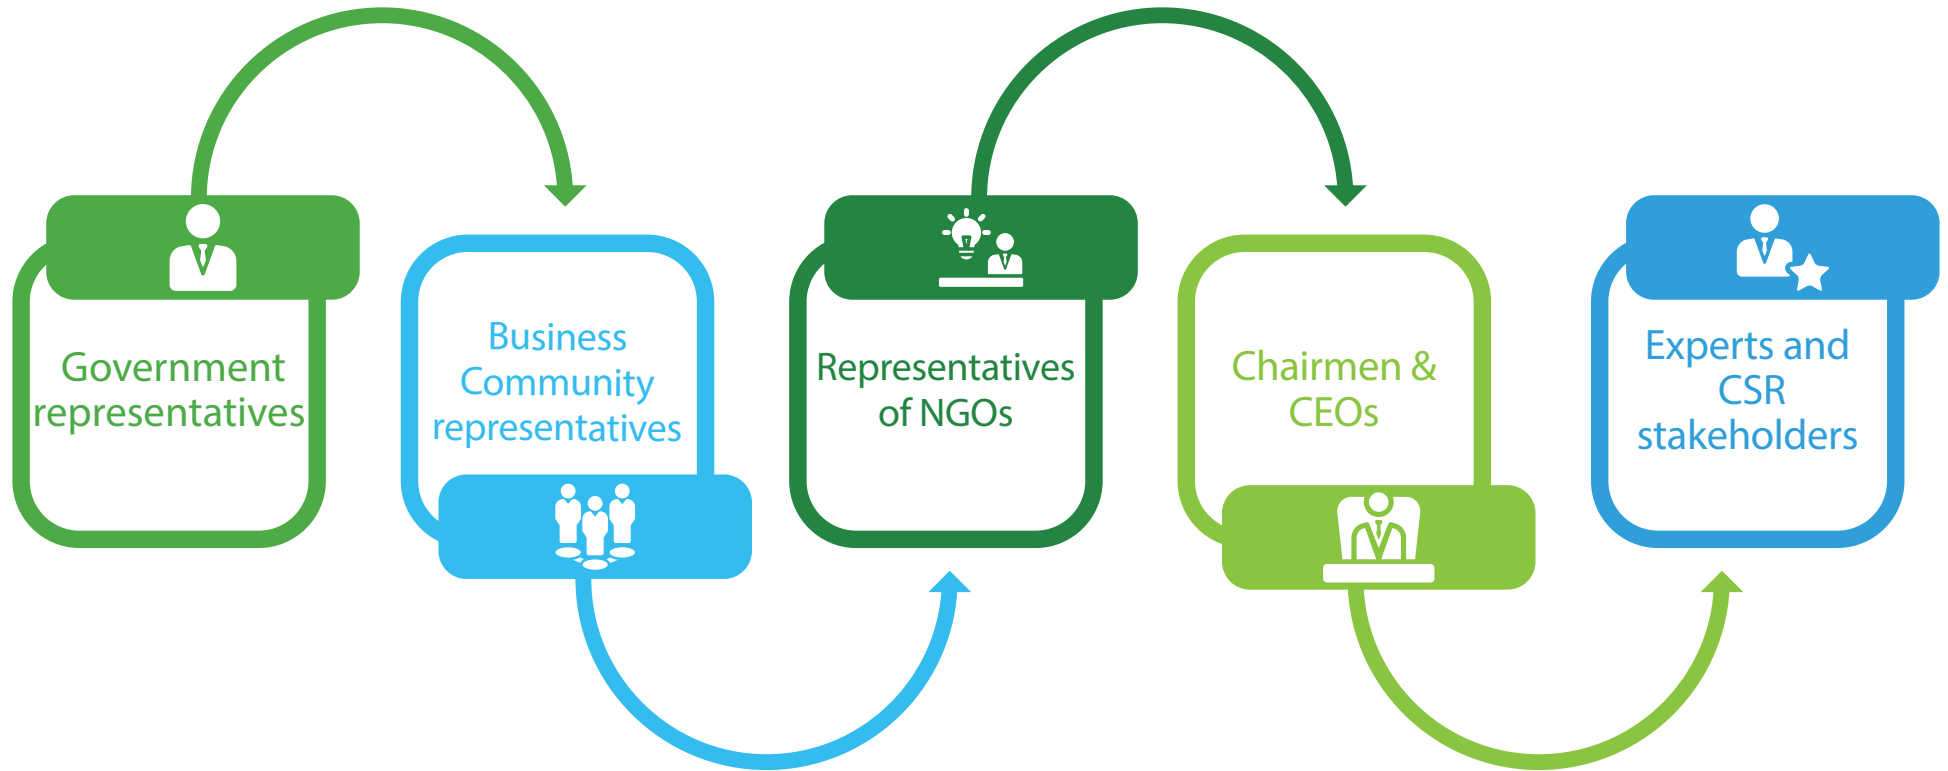 Government
representatives
Business
Community
representatives
Representatives
of NGOs
Chairmen &
CEOs
Experts and
CSR
stakeholders